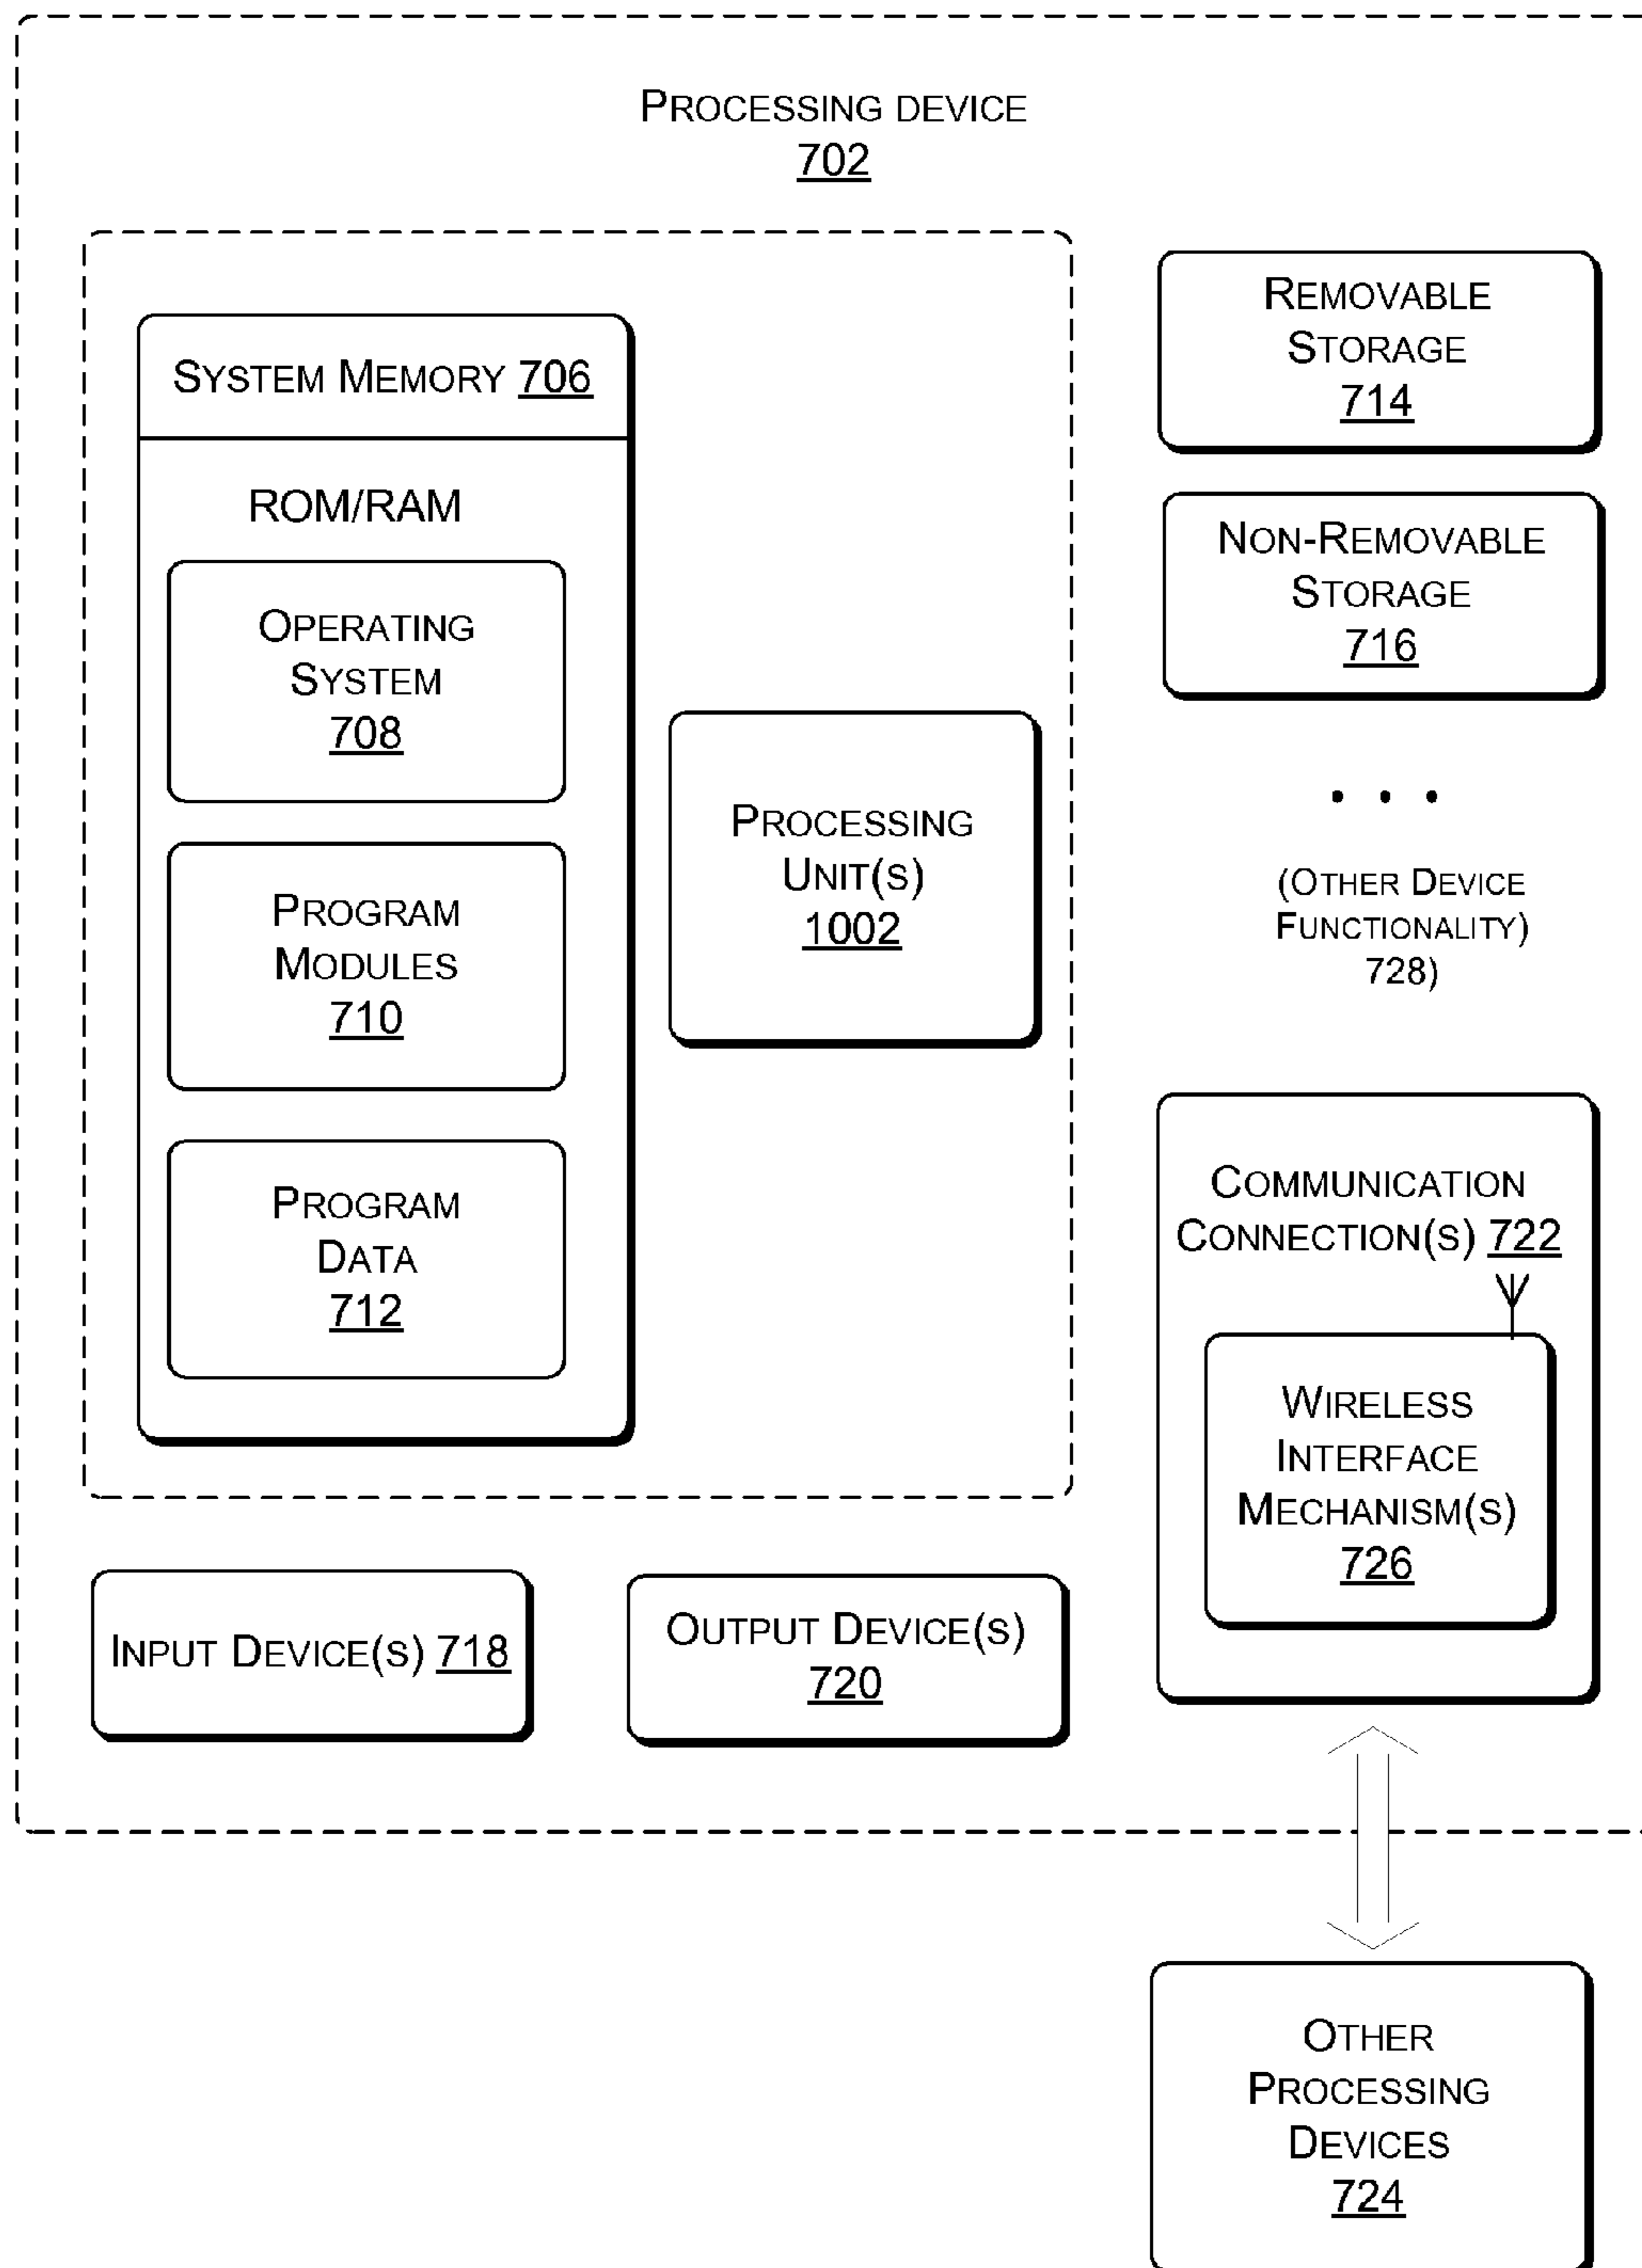 PROCESSING DEVICE
702
SYSTEM MEMORY 706
ROM/RAM
OPERATING
SYSTEM
708
PROGRAM
MODULES
710
PROGRAM
DATA
712
PROCESSING
UNIT(S)
1002
REMOVABLE
STORAGE
714
NON-REMOVABLE
STORAGE
716
• • •
(OTHER DEVICE
FUNCTIONALITY)
728)
COMMUNICATION
CONNECTION(S) 722
WIRELESS
INTERFACE
MECHANISM(S)
726
INPUT DEVICE(S) 718
OUTPUT DEVICE(S)
720
OTHER
PROCESSING
DEVICES
724